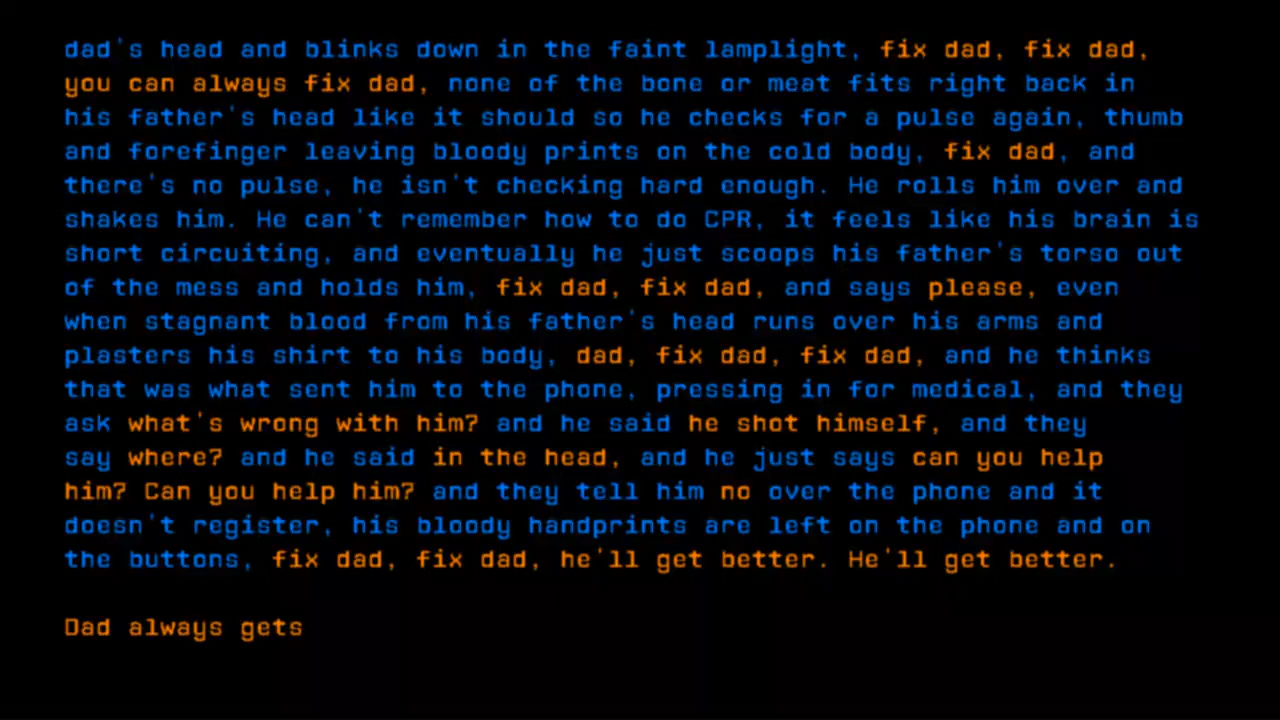 dad's head and blinks down in the faint lamplight, fix dad, fix dad,
you can always fix dad, none of the bone or meat fits right back in
his father's head like it should so he checks for a pulse again, thumb
and forefinger leaving bloody prints on the cold body, fix dad, and
there's no pulse, he isn't checking hard enough. He rolls him over and
shakes him. He can't remember how to do CPR, it feels like his brain is
short circuiting, and eventually he just scoops his father's torso out
of the mess and holds him, fix dad, fix dad, and says please, even
when stagnant blood from his father's head runs over his arms and
plasters his shirt to his body, dad, fix dad, fix dad, and he thinks
that was what sent him to the phone, pressing in for medical, and they
ask what's wrong with him? and he said he shot himself, and they
say where? and he said in the head, and he just says can you help
him? Can you help him? and they tell him no over the phone and it
doesn't register, his bloody handprints are left on the phone and on
the buttons, fix dad, fix dad, he'll get better. He'll get better.
Dad always gets